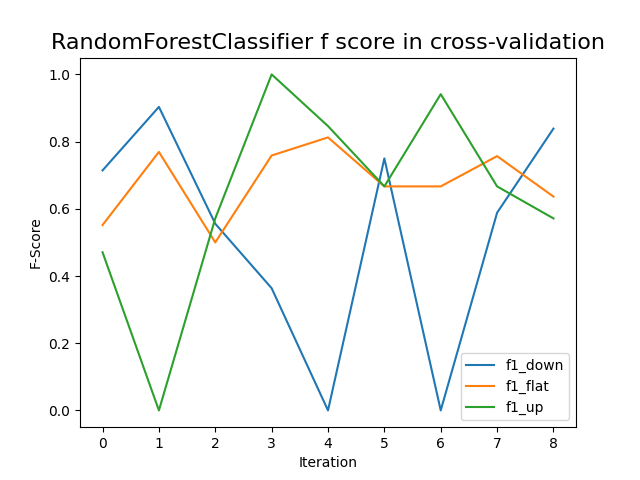 RandomForestClassifier f score in cross-validation
1.0
0.8
0.6
0.4
0.2
0.0
F-Score
0 1 2 3 4 5 6 7 8
Iteration
f1_down
f1_flat
f1_up